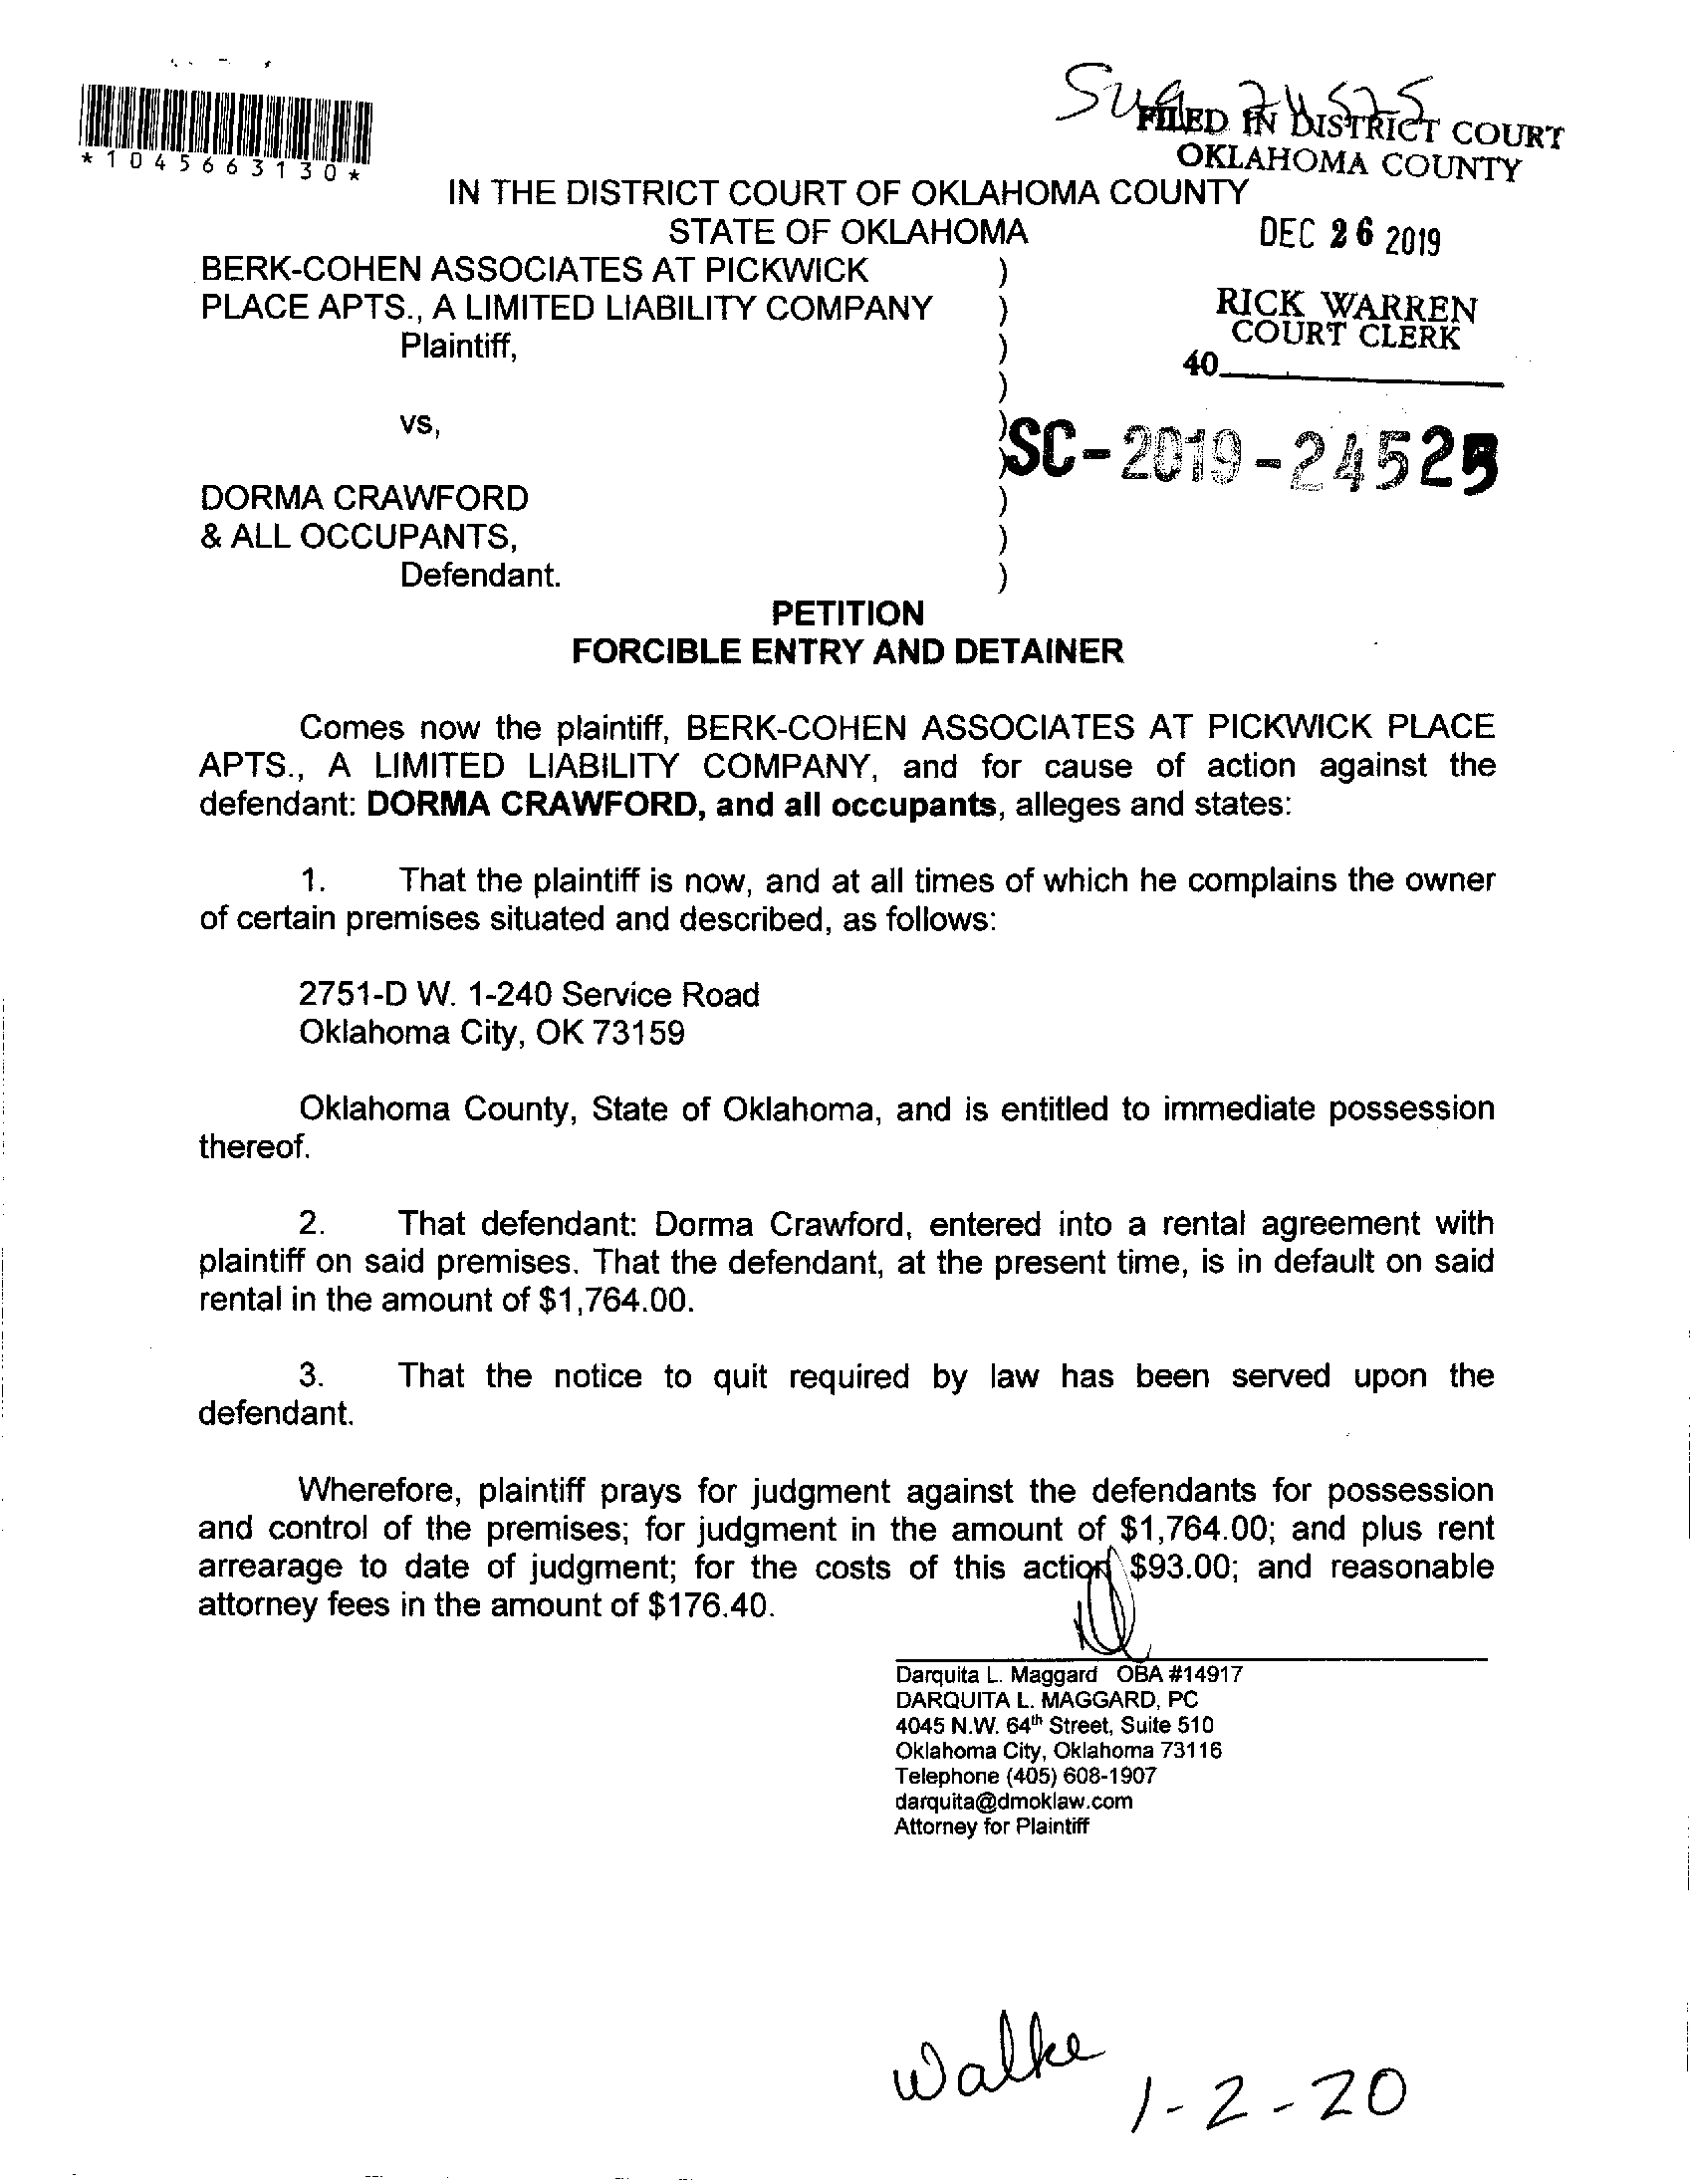 *1045663130*
FILED IN DISTRICT COURT
OKLAHOMA COUNTY
IN THE DISTRICT COURT OF OKLAHOMA COUNTY
STATE OF OKLAHOMA
DEC 26 2019
BERK-COHEN ASSOCIATES AT PICKWICK )
PLACE APTS., A LIMITED LIABILITY COMPANY )
RICK WARREN
COURT CLERK
Plaintiff, )
40
)
vs, )
) SC-2019-24525
DORMA CRAWFORD )
& ALL OCCUPANTS, )
Defendant. )
PETITION
FORCIBLE ENTRY AND DETAINER
Comes now the plaintiff, BERK-COHEN ASSOCIATES AT PICKWICK PLACE
APTS., A LIMITED LIABILITY COMPANY, and for cause of action against the
defendant: DORMA CRAWFORD, and all occupants, alleges and states:
1. That the plaintiff is now, and at all times of which he complains the owner
of certain premises situated and described, as follows:
2751-D W. 1-240 Service Road
Oklahoma City, OK 73159
Oklahoma County, State of Oklahoma, and is entitled to immediate possession
thereof.
2. That defendant: Dorma Crawford, entered into a rental agreement with
plaintiff on said premises. That the defendant, at the present time, is in default on said
rental in the amount of $1,764.00.
3. That the notice to quit required by law has been served upon the
defendant.
Wherefore, plaintiff prays for judgment against the defendants for possession
and control of the premises; for judgment in the amount of $1,764.00; and plus rent
arrearage to date of judgment; for the costs of this action $93.00; and reasonable
attorney fees in the amount of $176.40.
Darquita L. Maggard OBA #14917
DARQUITA L. MAGGARD, PC
4045 N.W. 64th Street, Suite 510
Oklahoma City, Oklahoma 73116
Telephone (405) 608-1907
darquita@dmoklaw.com
Attorney for Plaintiff
Walke
1-2-20